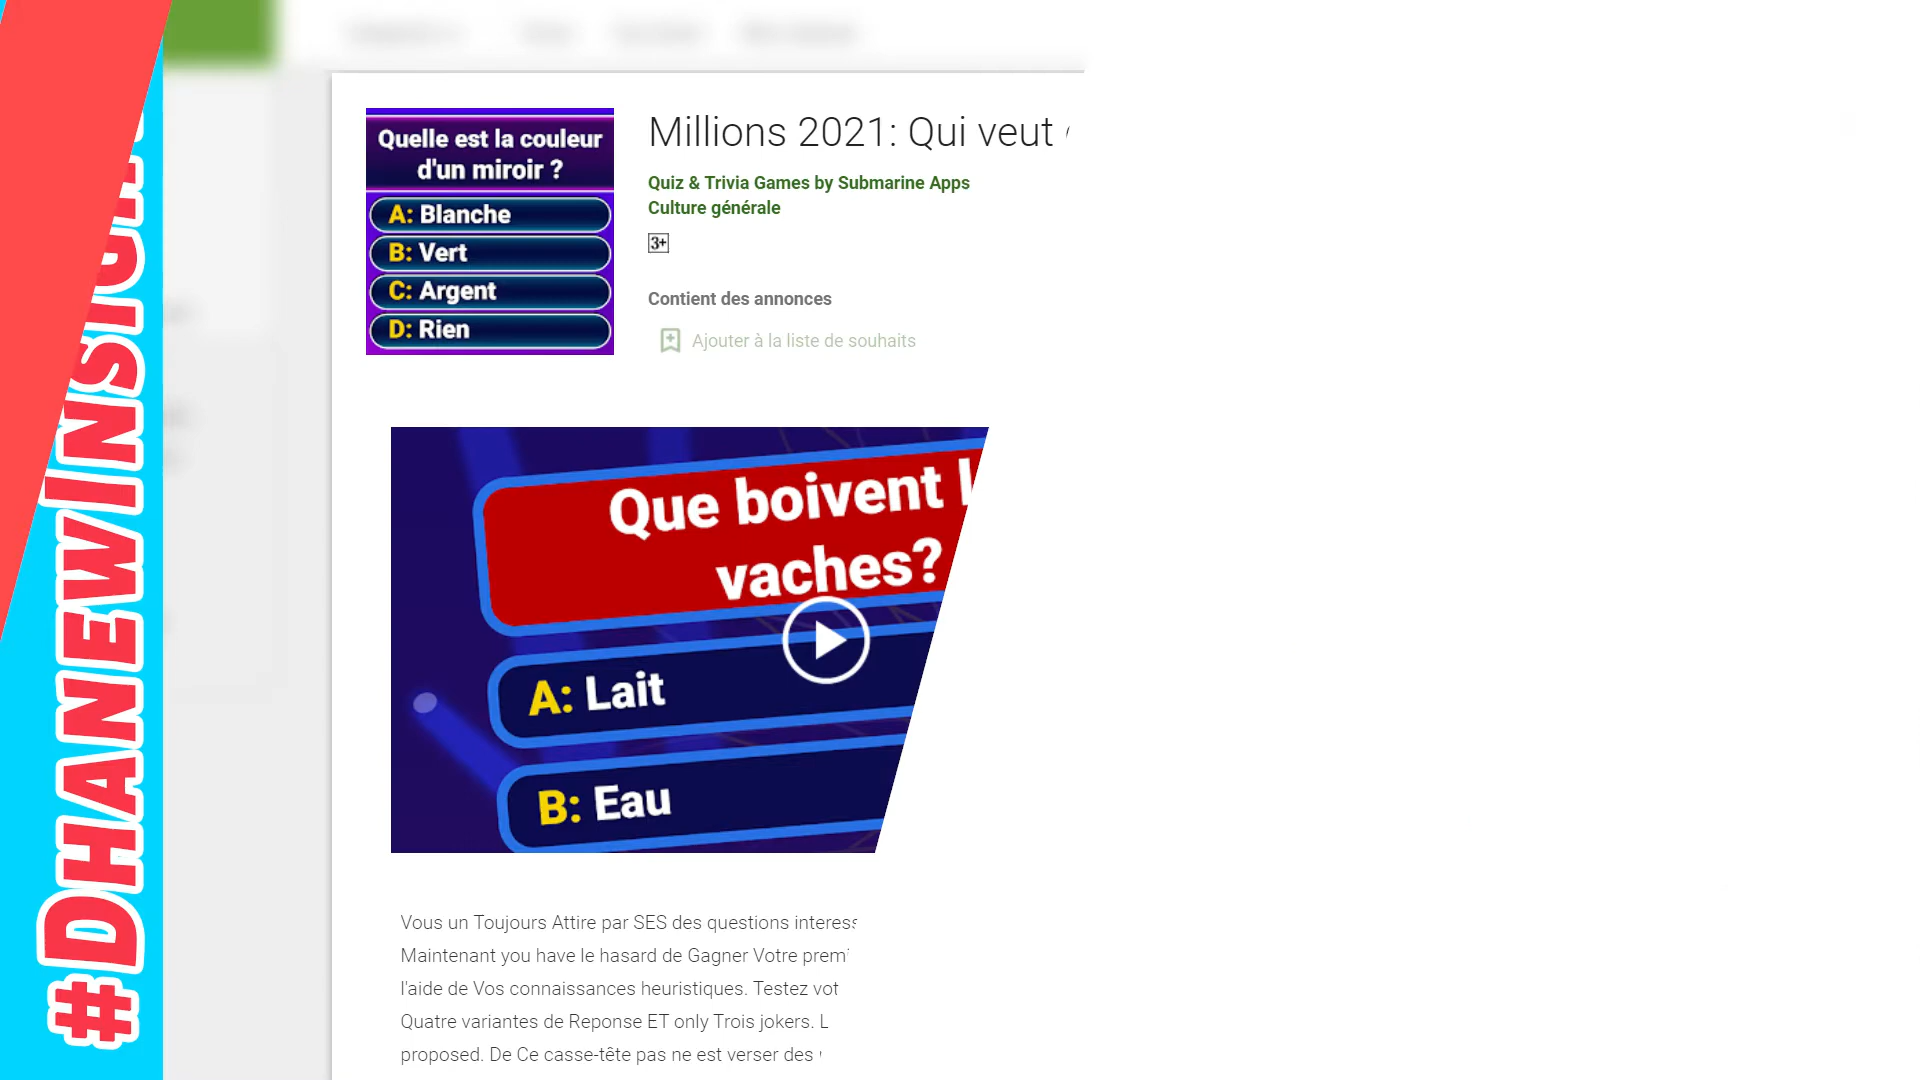 #DHANEWINSIGHT
Quelle est la couleur
d'un miroir ?
A: Blanche
B: Vert
C: Argent
D: Rien
Millions 2021: Qui veut
Quiz & Trivia Games by Submarine Apps
Culture générale
3+
Contient des annonces
Ajouter à la liste de souhaits
Que boivent
vaches?
A: Lait
B: Eau
Vous un Toujours Attire par SES des questions
Maintenant you have le hasard de Gagner Votre
l'aide de Vos connaissances heuristiques. Testez
Quatre variantes de Reponse ET only Trois jokers.
proposed. De Ce casse-tête pas ne est verser des